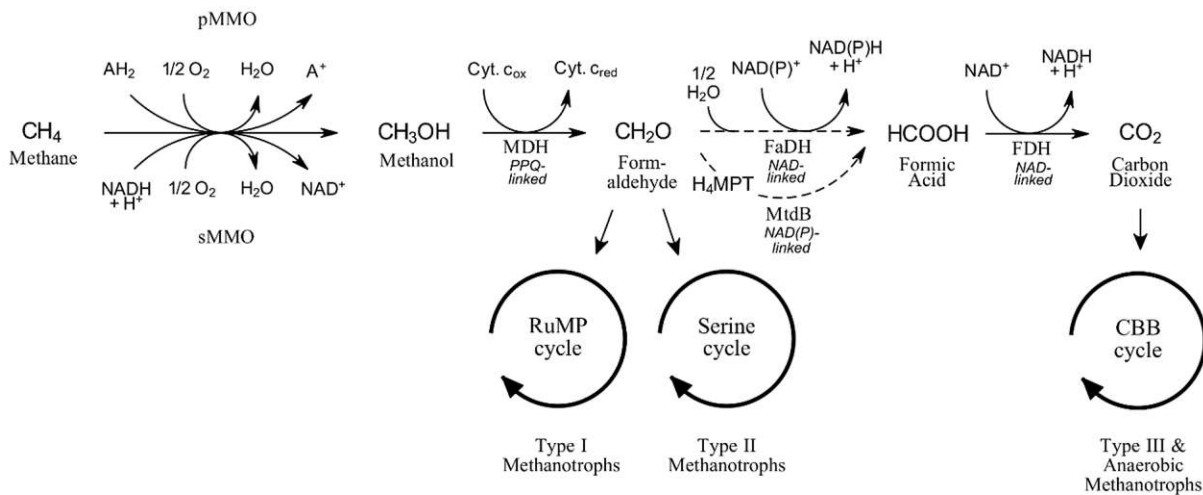 pMMO
AH2 1/2 O2 H2O A+
CH4
Methane
NADH
+ H+
1/2 O2 H2O NAD+
sMMO
CH3OH
Methanol
Cyt. cox Cyt. cred
MDH
PPQ-
linked
CH2O
Form-
aldehyde
1/2
H2O
NAD(P)+
NAD(P)H
+ H+
FaDH
NAD-
linked
H4MPT
MtdB
NAD(P)-
linked
HCOOH
Formic
Acid
NAD+
NADH
+ H+
FDH
NAD-
linked
CO2
Carbon
Dioxide
RuMP
cycle
Serine
cycle
CBB
cycle
Type I
Methanotrophs
Type II
Methanotrophs
Type III &
Anaerobic
Methanotrophs